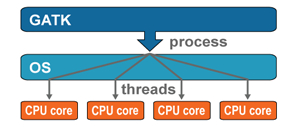 GATK
process
OS
threads
CPU core CPU core CPU core CPU core